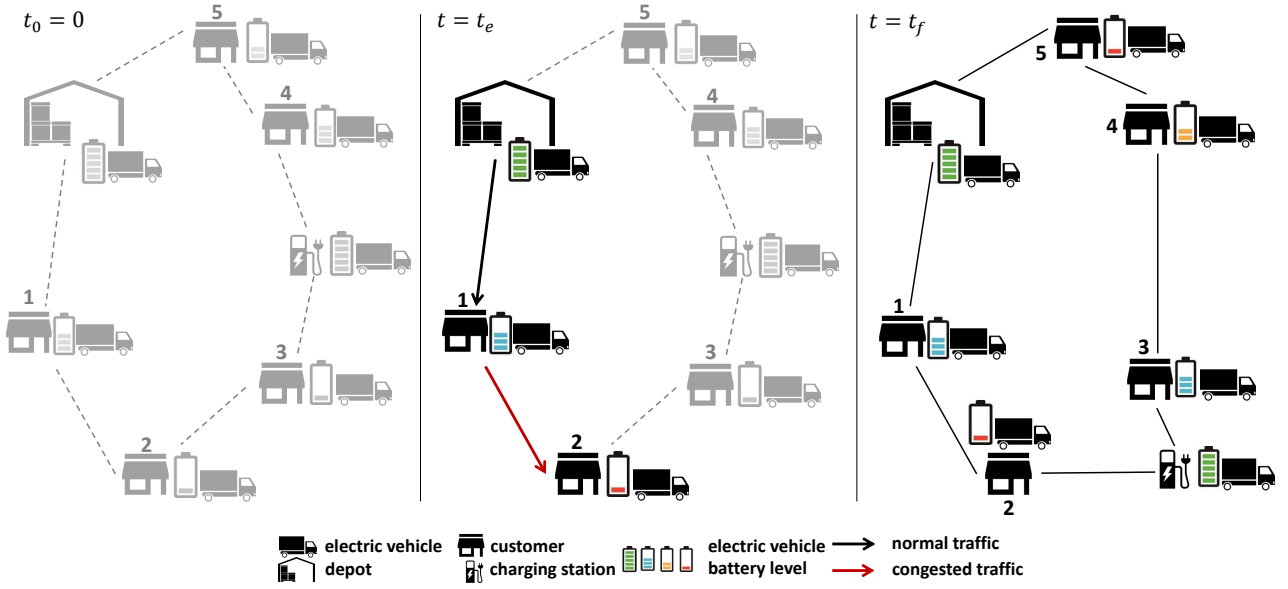 t₀ = 0
5
4
1
3
2
t = tₑ
5
4
1
3
2
t = t_f
5
4
1
3
2
electric vehicle
depot
customer
charging station
electric vehicle
battery level
normal traffic
congested traffic